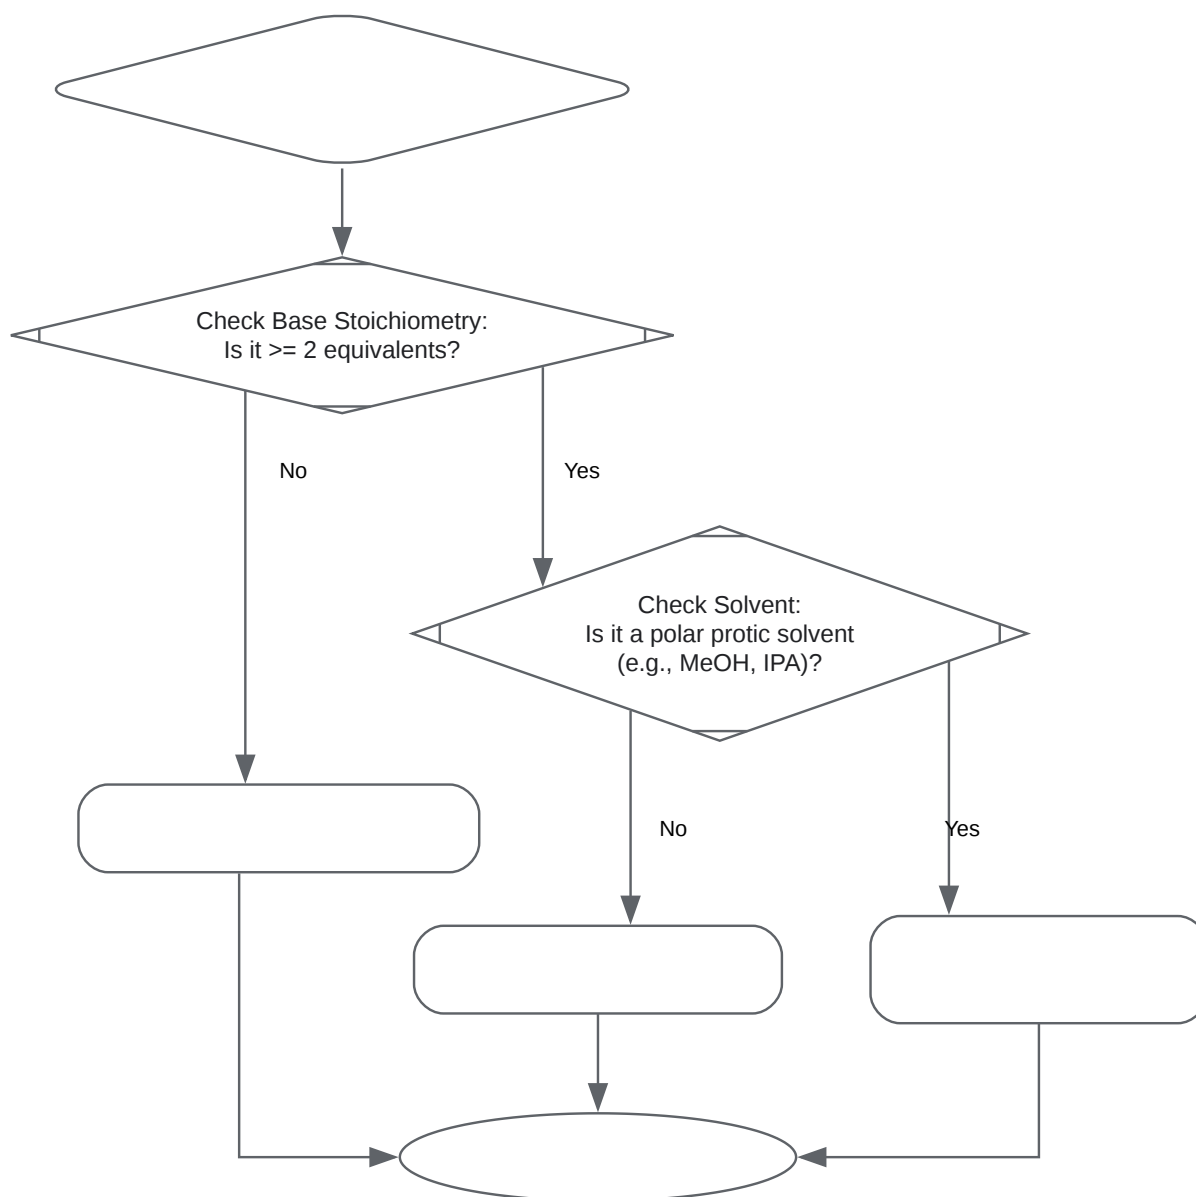 Check Base Stoichiometry:
Is it >= 2 equivalents?
No
Yes
Check Solvent:
Is it a polar protic solvent
(e.g., MeOH, IPA)?
No
Yes